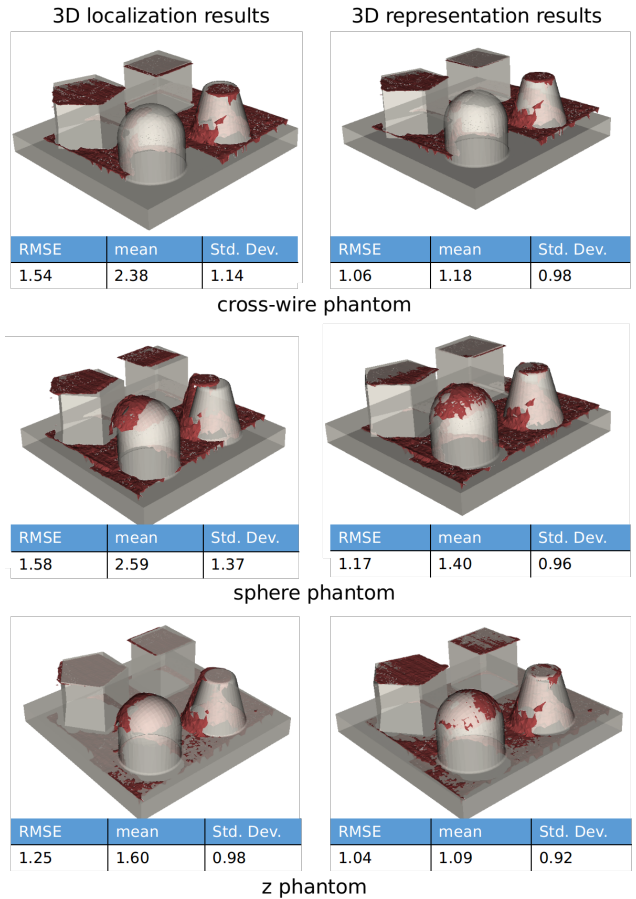 3D localization results 3D representation results
RMSE mean Std. Dev. RMSE mean Std. Dev.
1.54 2.38 1.14 1.06 1.18 0.98
cross-wire phantom
RMSE mean Std. Dev. RMSE mean Std. Dev.
1.58 2.59 1.37 1.17 1.40 0.96
sphere phantom
RMSE mean Std. Dev. RMSE mean Std. Dev.
1.25 1.60 0.98 1.04 1.09 0.92
z phantom